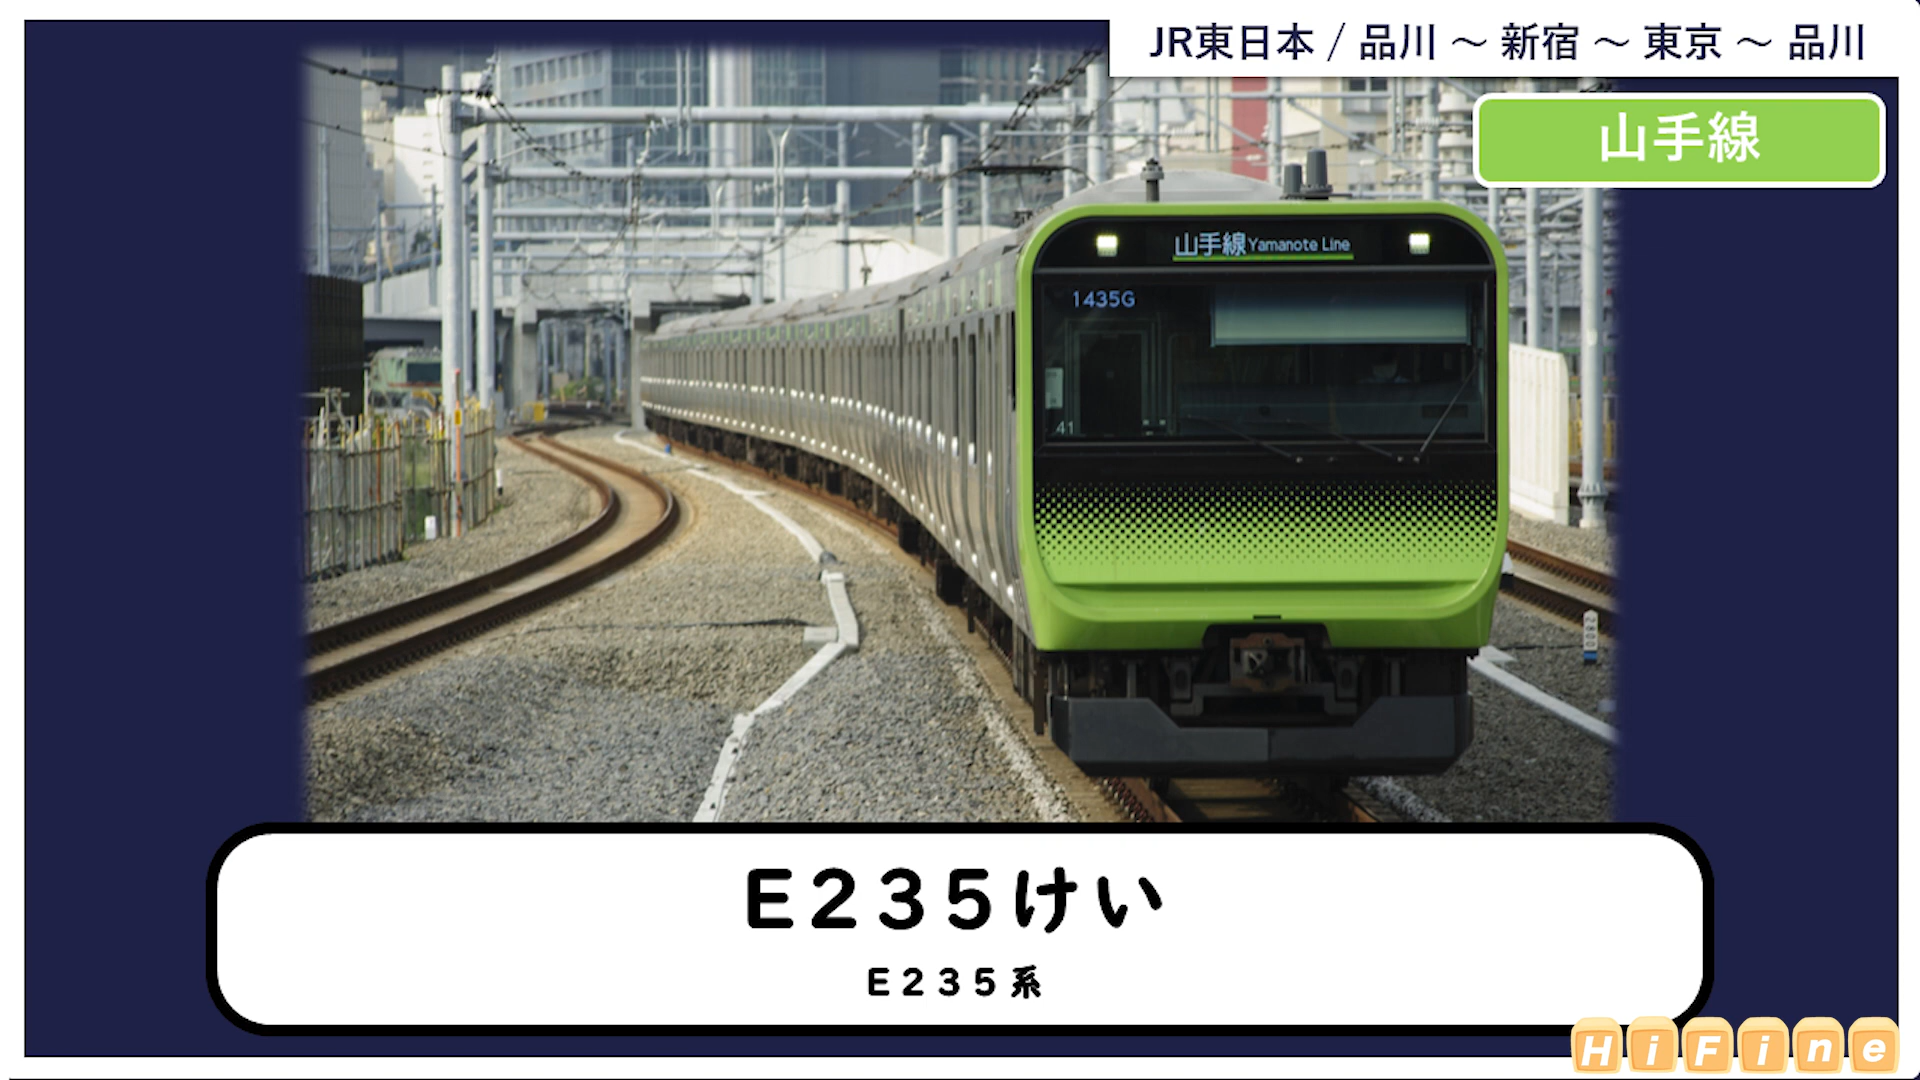 JR東日本 / 品川 ～ 新宿 ～ 東京 ～ 品川
山手線
山手線 Yamanote Line
1435G
41
E235けい
E235系
HiFine